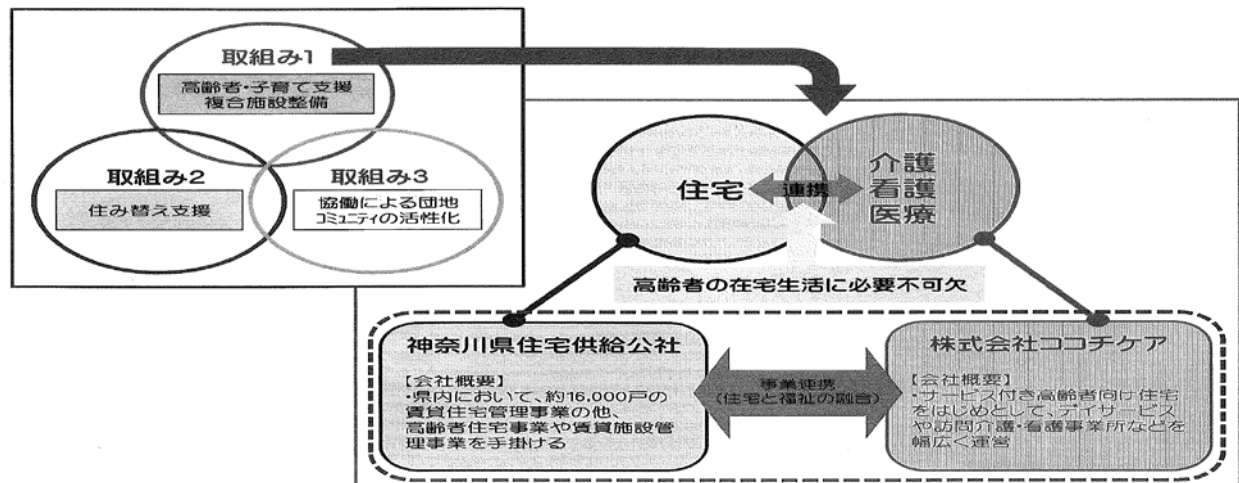 取組み1
高齢者・子育て支援
複合施設整備
取組み2
住み替え支援
取組み3
協働による団地
コミュニティの活性化
住宅
連携
介護
看護
医療
高齢者の在宅生活に必要不可欠
神奈川県住宅供給公社
【会社概要】
・県内において、約16,000戸の
賃貸住宅管理事業の他、
高齢者住宅事業や賃貸施設管
理事業を手掛ける
事業連携
(住宅と福祉の融合)
株式会社ココチケア
【会社概要】
・サービス付き高齢者向け住宅
をはじめとして、デイサービス
や訪問介護・看護事業所などを
幅広く運営